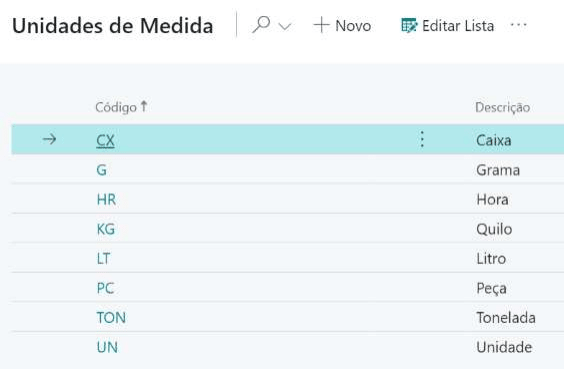 Unidades de Medida Novo Editar Lista ...
Código ↑ Descrição
CX Caixa
G Grama
HR Hora
KG Quilo
LT Litro
PC Peça
TON Tonelada
UN Unidade